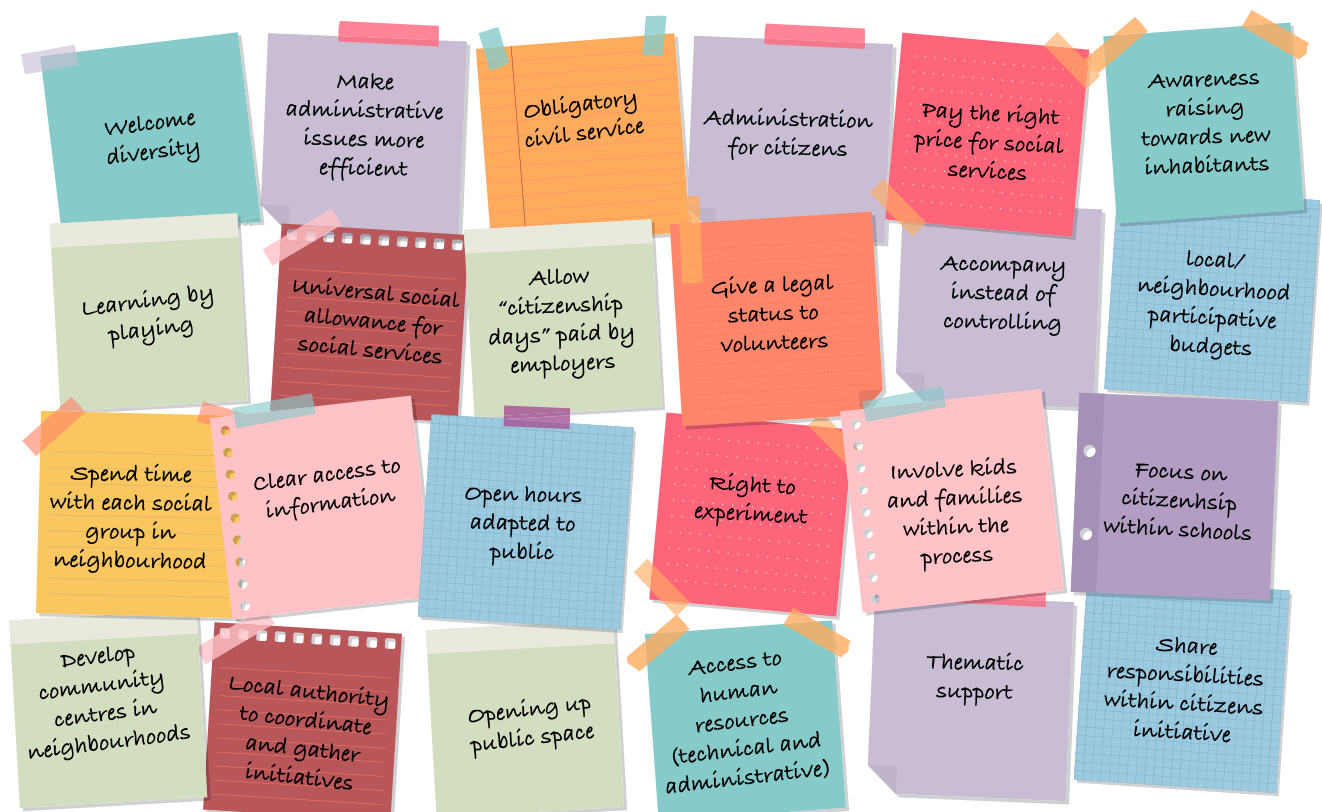 Welcome
diversity
Make
administrative
issues more
efficient
Obligatory
civil service
Administration
for citizens
Pay the right
price for social
services
Awareness
raising
towards new
inhabitants
Learning by
playing
Universal social
allowance for
social services
Allow
“citizenship
days” paid by
employers
Give a legal
status to
volunteers
Accompany
instead of
controlling
local/
neighbourhood
participative
budgets
Spend time
with each social
group in
neighbourhood
Clear access to
information
Open hours
adapted to
public
Right to
experiment
Involve kids
and families
within the
process
Focus on
citizenhsip
within schools
Develop
community
centres in
neighbourhoods
Local authority
to coordinate
and gather
initiatives
Opening up
public space
Access to
human
resources
(technical and
administrative)
Thematic
support
Share
responsibilities
within citizens
initiative